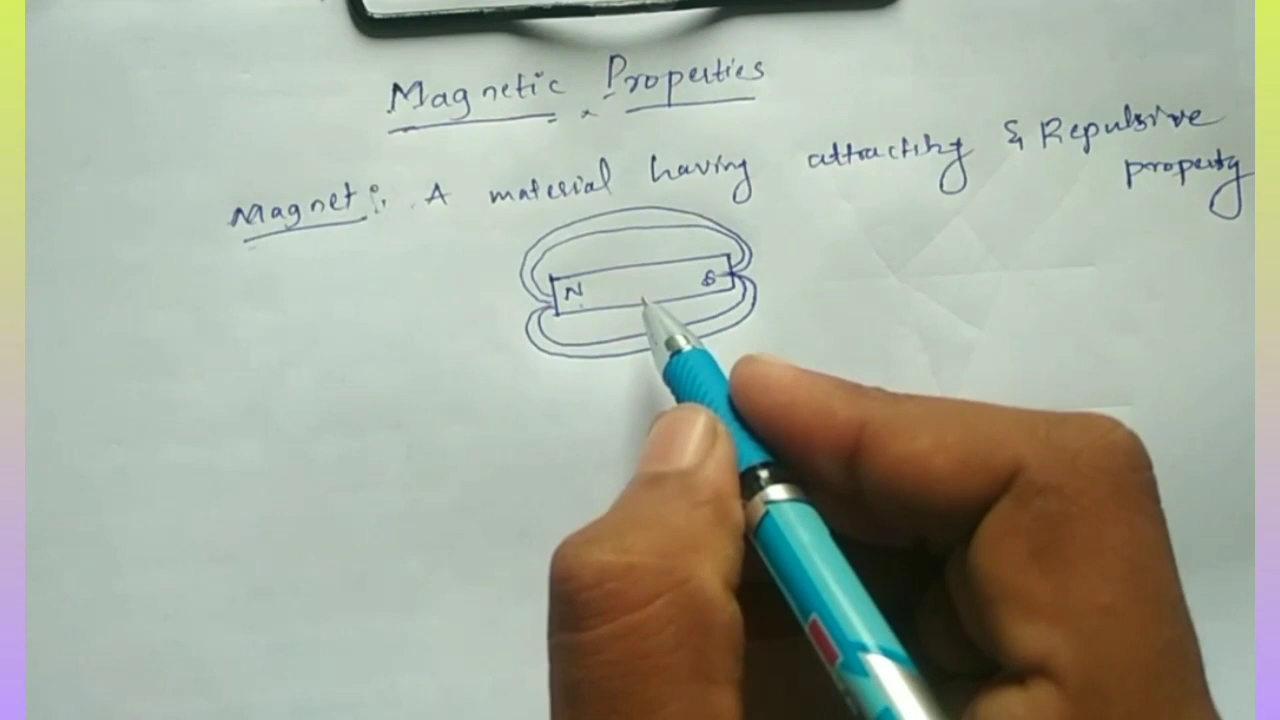 Magnetic Properties
Magnet :- A material having attracting & Repulsive
property
N S